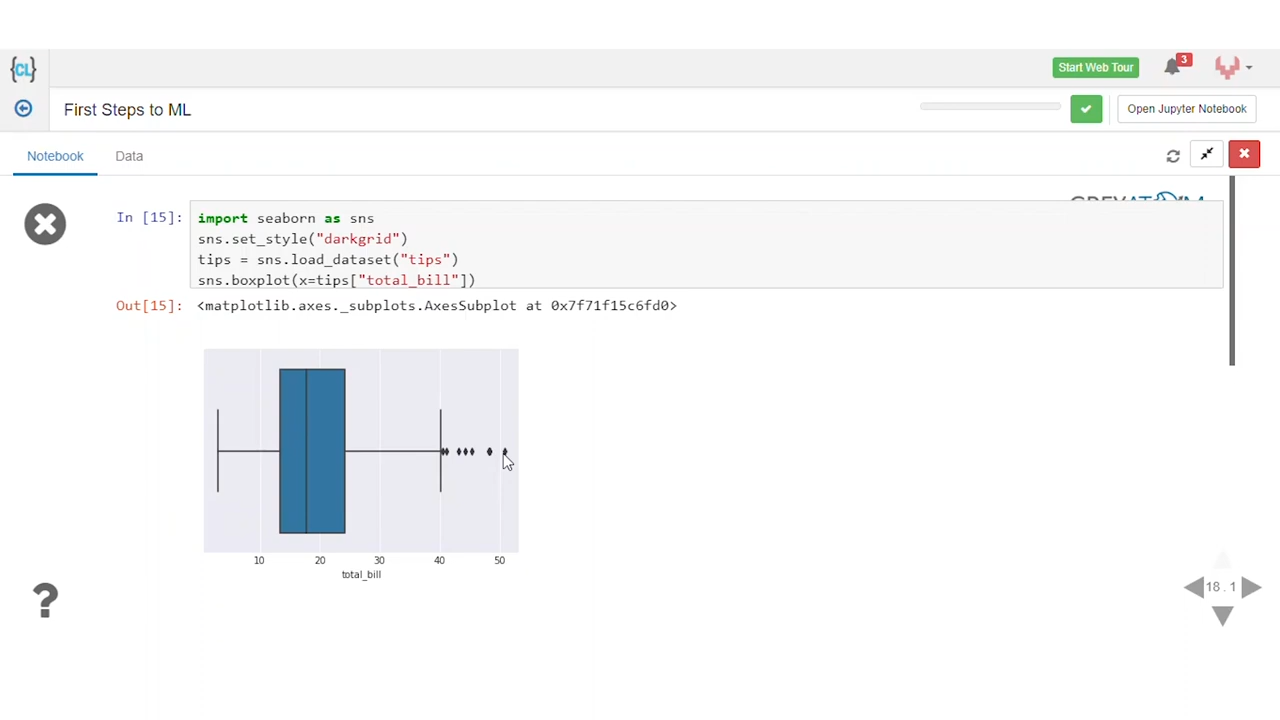 {CL}
Start Web Tour
3
First Steps to ML
Open Jupyter Notebook
Notebook
Data
In [15]:
import seaborn as sns
sns.set_style("darkgrid")
tips = sns.load_dataset("tips")
sns.boxplot(x=tips["total_bill"])
Out[15]:
<matplotlib.axes._subplots.AxesSubplot at 0x7f71f15c6fd0>
10 20 30 40 50
total_bill
?
18 . 1